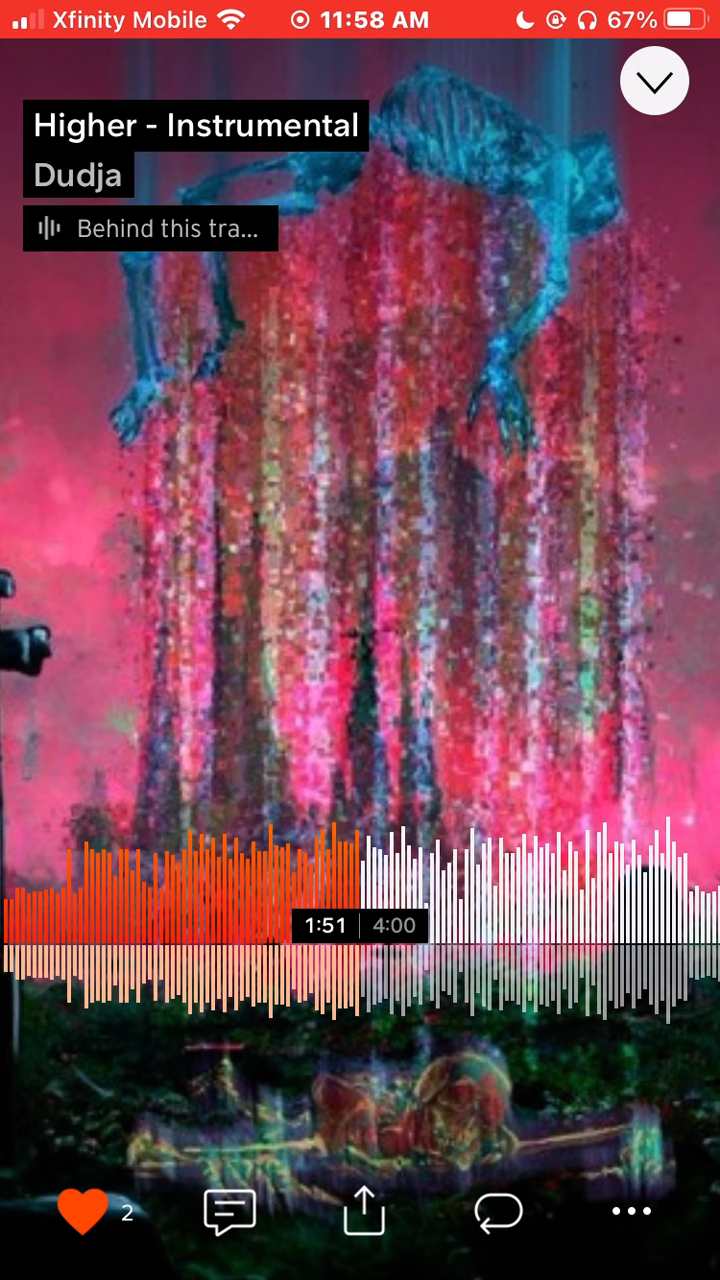 Xfinity Mobile 11:58 AM 67%
Higher - Instrumental
Dudja
Behind this tra...
1:51 4:00
2